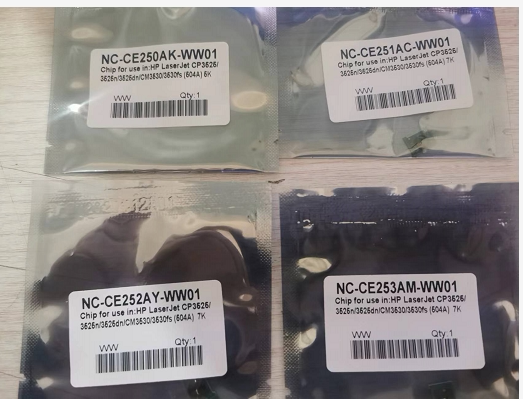 NC-CE250AK-WW01
Chip for use in:HP LaserJet CP3525/
3525n/3525dn/CM3530/3530fs (504A) 5K
WW Qty:1
NC-CE251AC-WW01
Chip for use in:HP LaserJet CP3525/
3525n/3525dn/CM3530/3530fs (504A) 7K
WW Qty:1
NC-CE252AY-WW01
Chip for use in:HP LaserJet CP3525/
3525n/3525dn/CM3530/3530fs (504A) 7K
WW Qty:1
NC-CE253AM-WW01
Chip for use in:HP LaserJet CP3525/
3525n/3525dn/CM3530/3530fs (504A) 7K
WW Qty:1